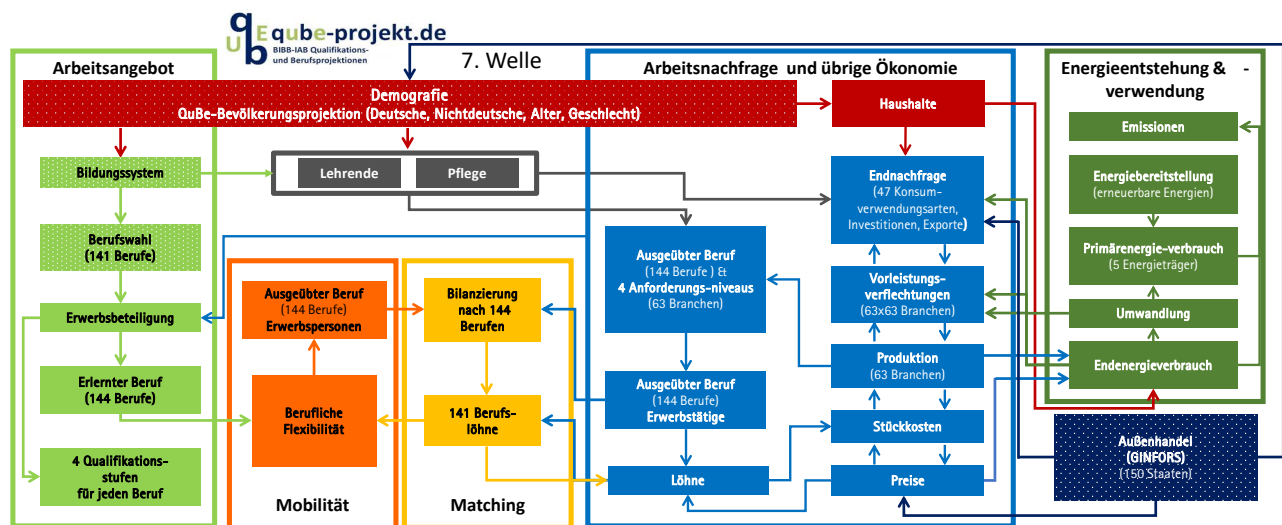 qube
qube-projekt.de
BIBB-IAB Qualifikations-
und Berufsprojektionen
7. Welle
Arbeitsangebot
Arbeitsnachfrage und übrige Ökonomie
Energieentstehung & -
verwendung
Demografie
QuBe-Bevölkerungsprojektion (Deutsche, Nichtdeutsche, Alter, Geschlecht)
Haushalte
Emissionen
Bildungssystem
Lehrende
Pflege
Endnachfrage
(47 Konsum-
verwendungsarten,
Investitionen, Exporte)
Energiebereitstellung
(erneuerbare Energien)
Berufswahl
(141 Berufe)
Ausgeübter Beruf
(144 Berufe ) &
4 Anforderungs-niveaus
(63 Branchen)
Primärenergie-verbrauch
(5 Energieträger)
Erwerbsbeteiligung
Ausgeübter Beruf
(144 Berufe)
Erwerbspersonen
Bilanzierung
nach 144
Berufen
Vorleistungs-
verflechtungen
(63x63 Branchen)
Umwandlung
Erlernter Beruf
(144 Berufe)
Produktion
(63 Branchen)
Endenergieverbrauch
Berufliche
Flexibilität
141 Berufs-
löhne
Ausgeübter Beruf
(144 Berufe)
Erwerbstätige
Stückkosten
4 Qualifikations-
stufen
für jeden Beruf
Löhne
Preise
Außenhandel
(GINFORS)
(150 Staaten)
Mobilität
Matching